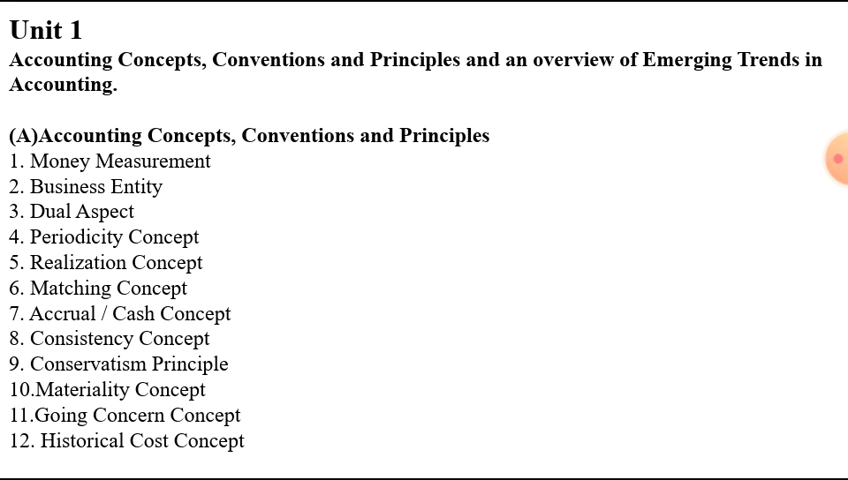 Unit 1
Accounting Concepts, Conventions and Principles and an overview of Emerging Trends in
Accounting.
(A)Accounting Concepts, Conventions and Principles
1. Money Measurement
2. Business Entity
3. Dual Aspect
4. Periodicity Concept
5. Realization Concept
6. Matching Concept
7. Accrual / Cash Concept
8. Consistency Concept
9. Conservatism Principle
10.Materiality Concept
11.Going Concern Concept
12. Historical Cost Concept